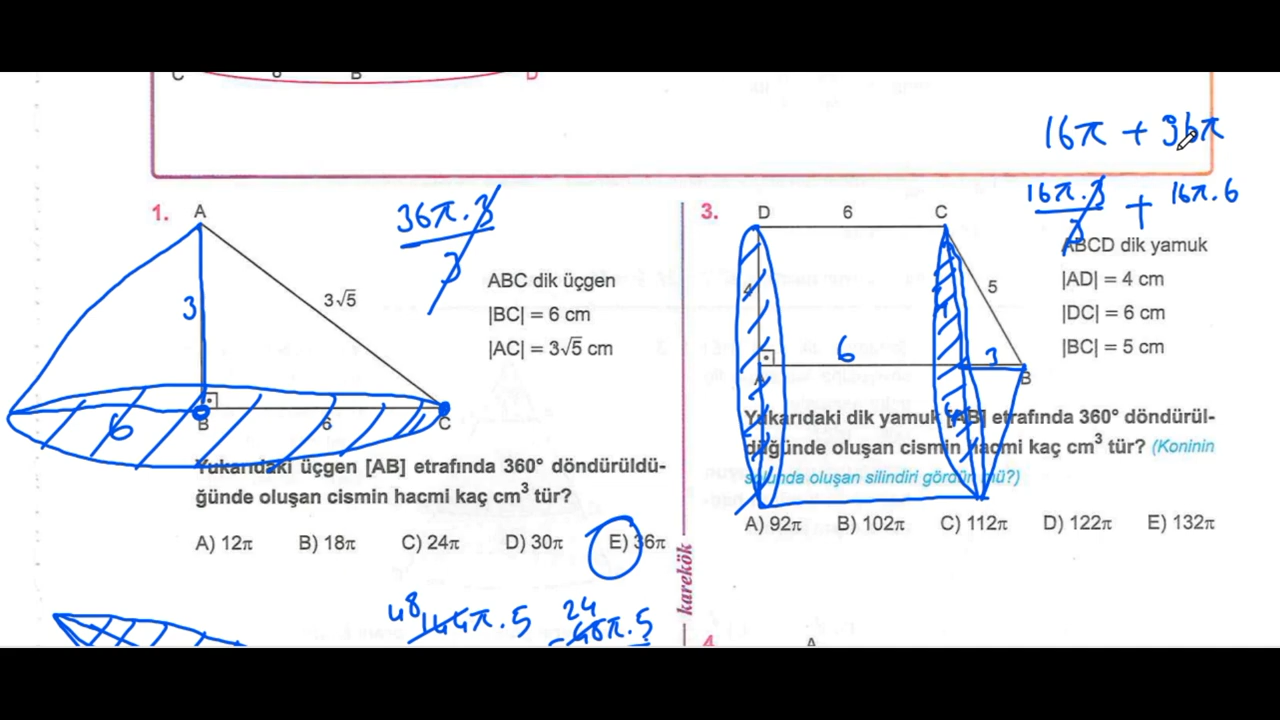 C 6 B D
16π + 96π
1. A
36π.3
3
3
3√5
6
B
6
C
ABC dik üçgen
|BC| = 6 cm
|AC| = 3√5 cm
Yukarıdaki üçgen [AB] etrafında 360° döndürüldü-
ğünde oluşan cismin hacmi kaç cm³ tür?
A) 12π B) 18π C) 24π D) 30π E) 36π
48
144π.5
24
5
karekök
3. D 6 C
16π.3 + 16π.6
3
4
5
6
3
B
ABCD dik yamuk
|AD| = 4 cm
|DC| = 6 cm
|BC| = 5 cm
Yukarıdaki dik yamuk [AB] etrafında 360° döndürül-
düğünde oluşan cismin hacmi kaç cm³ tür? (Koninin
solunda oluşan silindiri gördün mü?)
A) 92π B) 102π C) 112π D) 122π E) 132π
4. A